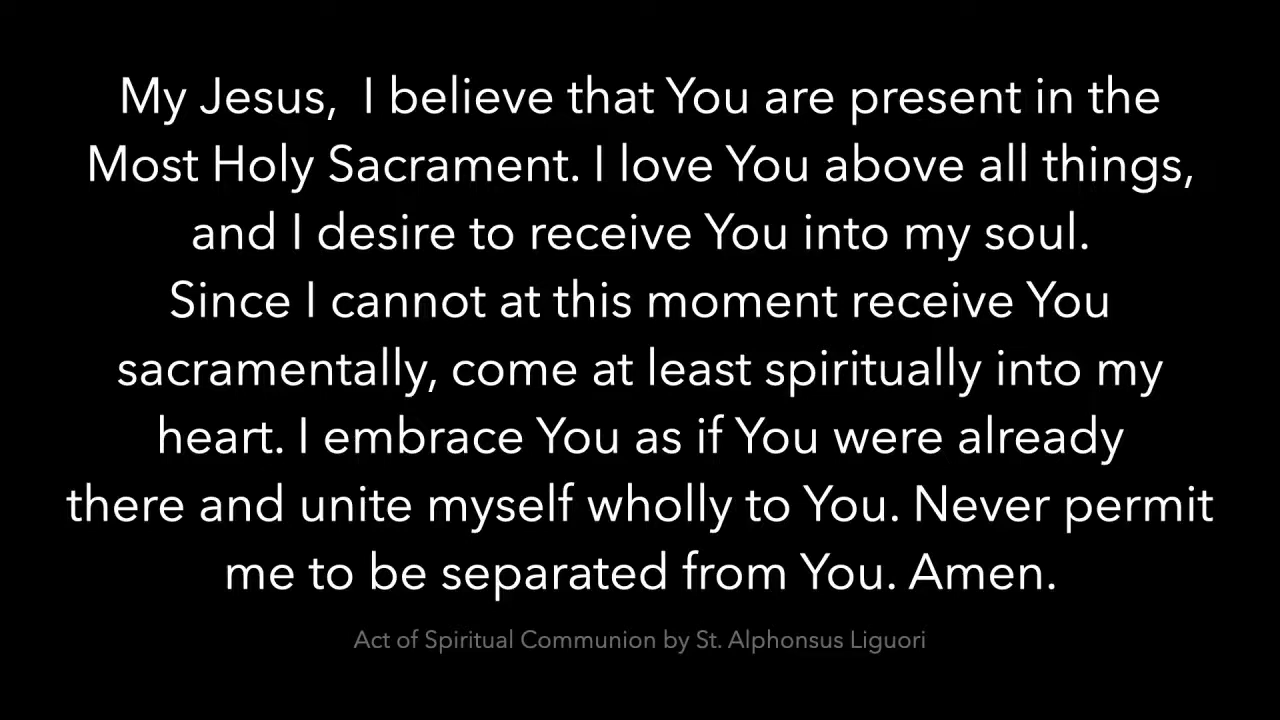 My Jesus,  I believe that You are present in the
Most Holy Sacrament. I love You above all things,
and I desire to receive You into my soul.
Since I cannot at this moment receive You
sacramentally, come at least spiritually into my
heart. I embrace You as if You were already
there and unite myself wholly to You. Never permit
me to be separated from You. Amen.
Act of Spiritual Communion by St. Alphonsus Liguori